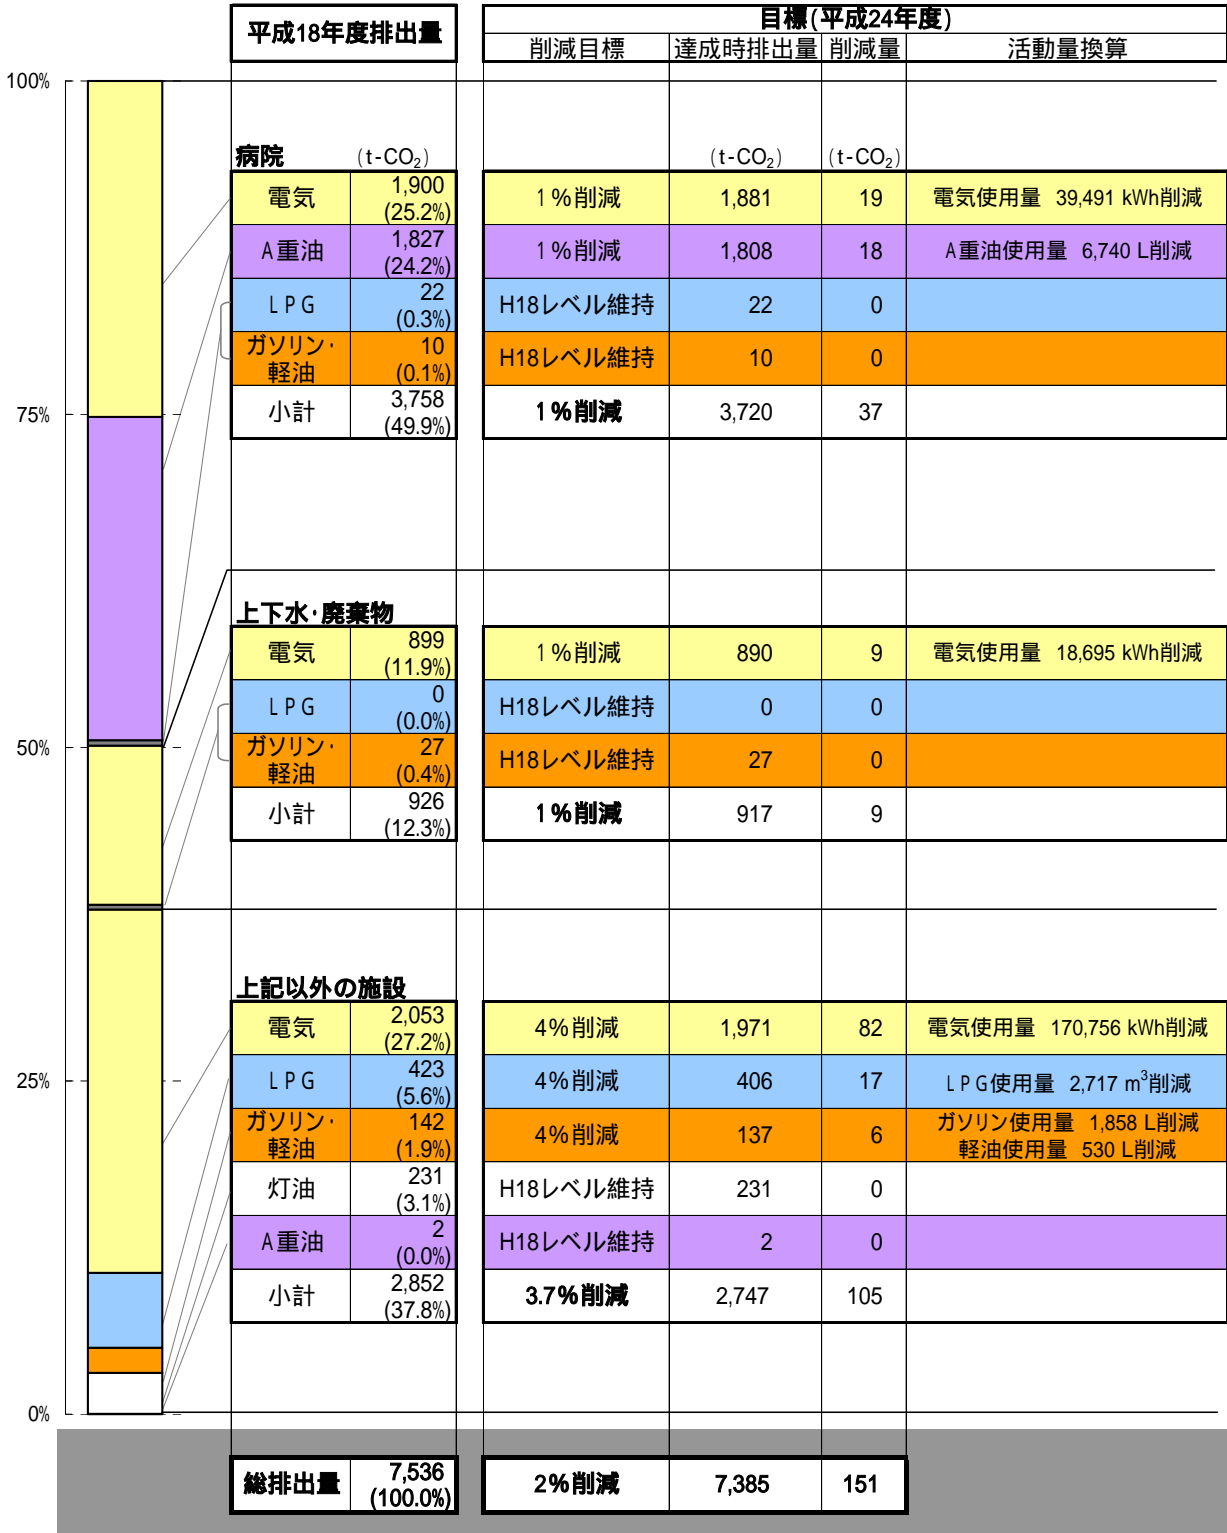 平成18年度排出量
目標(平成24年度)
削減目標 達成時排出量 削減量 活動量換算
100%
病院 (t-CO₂) (t-CO₂) (t-CO₂)
電気 1,900 (25.2%) 1%削減 1,881 19 電気使用量 39,491 kWh削減
A重油 1,827 (24.2%) 1%削減 1,808 18 A重油使用量 6,740 L削減
LPG 22 (0.3%) H18レベル維持 22 0
ガソリン・軽油 10 (0.1%) H18レベル維持 10 0
75%
小計 3,758 (49.9%) 1%削減 3,720 37
上下水・廃棄物
電気 899 (11.9%) 1%削減 890 9 電気使用量 18,695 kWh削減
LPG 0 (0.0%) H18レベル維持 0 0
50%
ガソリン・軽油 27 (0.4%) H18レベル維持 27 0
小計 926 (12.3%) 1%削減 917 9
上記以外の施設
電気 2,053 (27.2%) 4%削減 1,971 82 電気使用量 170,756 kWh削減
25%
LPG 423 (5.6%) 4%削減 406 17 LPG使用量 2,717 m³削減
ガソリン・軽油 142 (1.9%) 4%削減 137 6 ガソリン使用量 1,858 L削減
軽油使用量 530 L削減
灯油 231 (3.1%) H18レベル維持 231 0
A重油 2 (0.0%) H18レベル維持 2 0
小計 2,852 (37.8%) 3.7%削減 2,747 105
0%
総排出量 7,536 (100.0%) 2%削減 7,385 151